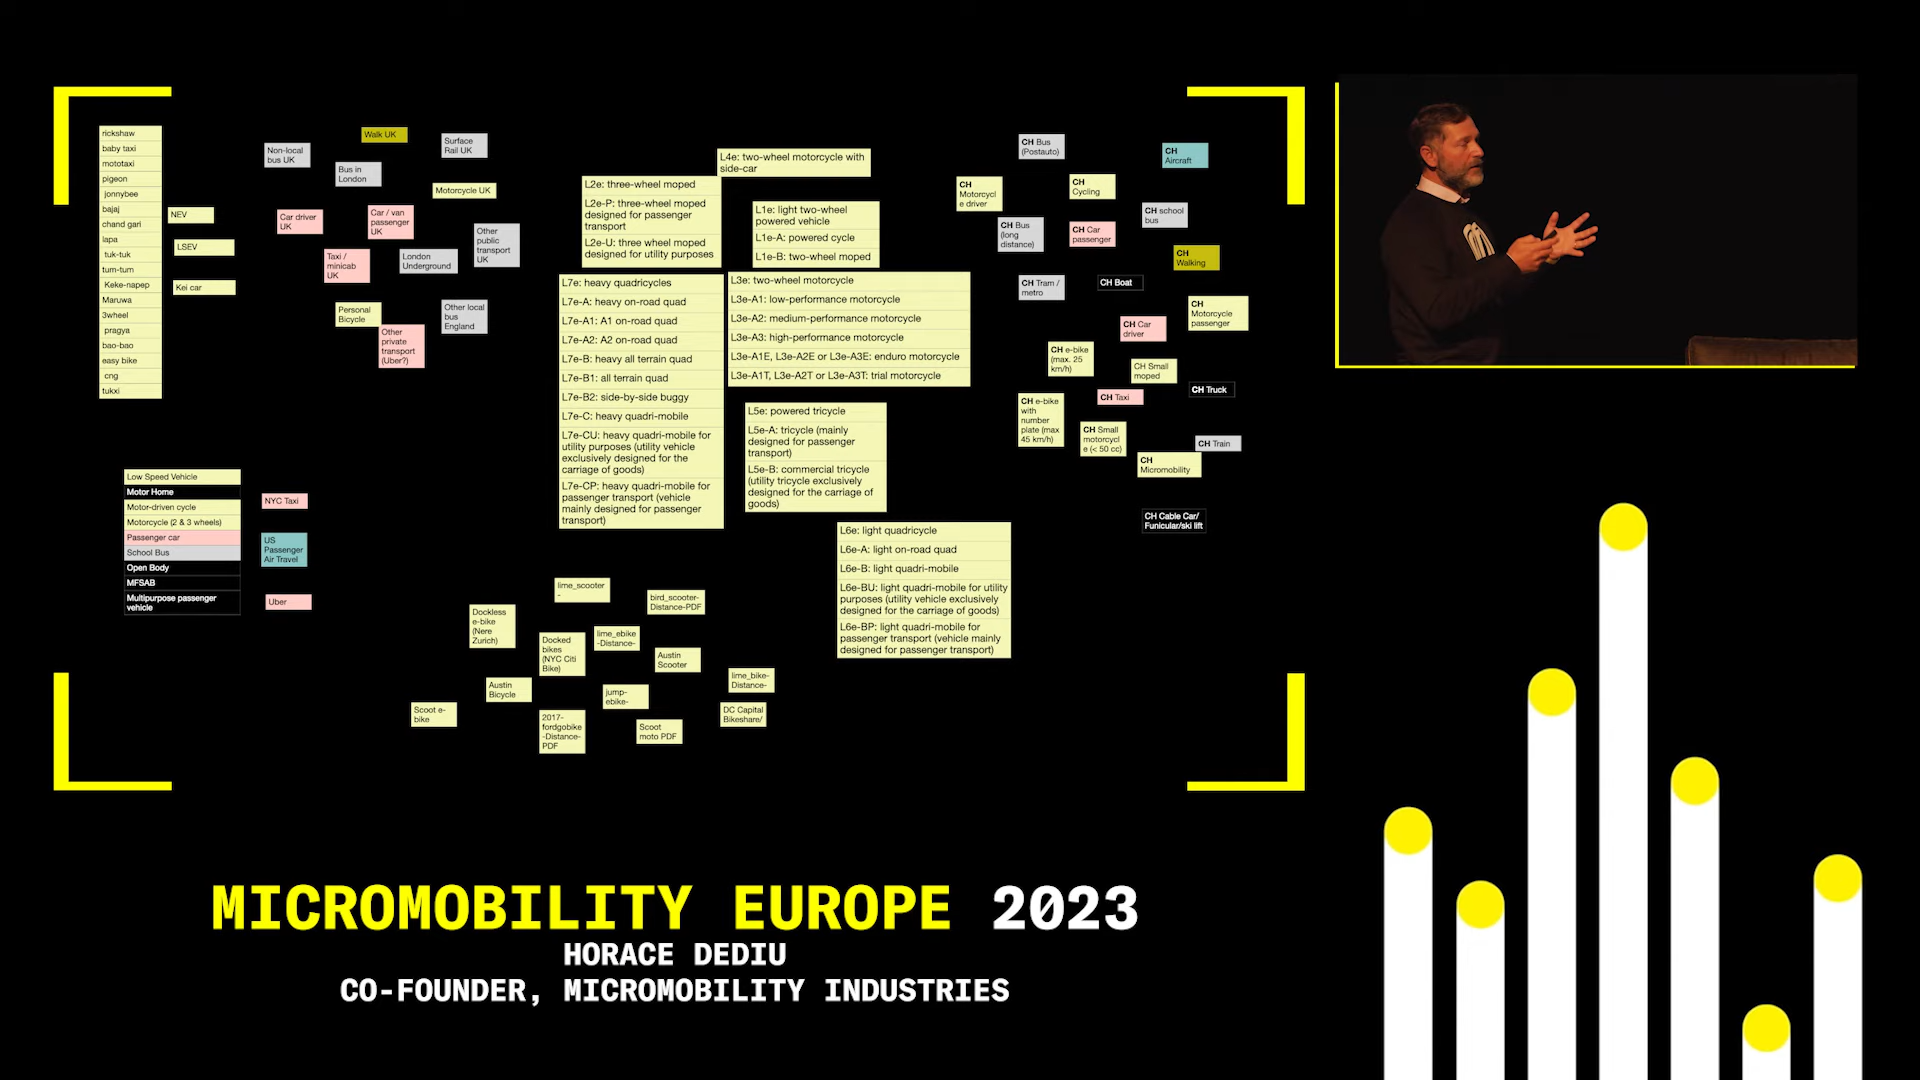 rickshaw
baby taxi
mototaxi
pigeon
jonnybee
bajaj
chand gari
lapa
tuk-tuk
tum-tum
Keke-napep
Maruwa
3wheel
pragya
bao-bao
easy bike
cng
tukxi
NEV
LSEV
Kei car
Non-local
bus UK
Walk UK
Surface
Rail UK
Bus in
London
Motorcycle UK
Car driver
UK
Car / van
passenger
UK
Other
public
transport
UK
Taxi /
minicab
UK
London
Underground
Personal
Bicycle
Other
private
transport
(Uber?)
Other local
bus
England
L4e: two-wheel motorcycle with
side-car
L2e: three-wheel moped
L2e-P: three-wheel moped
designed for passenger
transport
L2e-U: three wheel moped
designed for utility purposes
L1e: light two-wheel
powered vehicle
L1e-A: powered cycle
L1e-B: two-wheel moped
L7e: heavy quadricycles
L7e-A: heavy on-road quad
L7e-A1: A1 on-road quad
L7e-A2: A2 on-road quad
L7e-B: heavy all terrain quad
L7e-B1: all terrain quad
L7e-B2: side-by-side buggy
L7e-C: heavy quadri-mobile
L7e-CU: heavy quadri-mobile for
utility purposes (utility vehicle
exclusively designed for the
carriage of goods)
L7e-CP: heavy quadri-mobile for
passenger transport (vehicle
mainly designed for passenger
transport)
L3e: two-wheel motorcycle
L3e-A1: low-performance motorcycle
L3e-A2: medium-performance motorcycle
L3e-A3: high-performance motorcycle
L3e-A1E, L3e-A2E or L3e-A3E: enduro motorcycle
L3e-A1T, L3e-A2T or L3e-A3T: trial motorcycle
L5e: powered tricycle
L5e-A: tricycle (mainly
designed for passenger
transport)
L5e-B: commercial tricycle
(utility tricycle exclusively
designed for the carriage of
goods)
L6e: light quadricycle
L6e-A: light on-road quad
L6e-B: light quadri-mobile
L6e-BU: light quadri-mobile for utility
purposes (utility vehicle exclusively
designed for the carriage of goods)
L6e-BP: light quadri-mobile for
passenger transport (vehicle mainly
designed for passenger transport)
CH Bus
(Postauto)
CH
Aircraft
CH
Motorcycl
e driver
CH
Cycling
CH school
bus
CH Bus
(long
distance)
CH Car
passenger
CH
Walking
CH Tram /
metro
CH Boat
CH
Motorcycle
passenger
CH Car
driver
CH e-bike
(max. 25
km/h)
CH Small
moped
CH Truck
CH Taxi
CH e-bike
with
number
plate (max
45 km/h)
CH Small
motorcycl
e (< 50 cc)
CH Train
CH
Micromobility
CH Cable Car/
Funicular/ski lift
Low Speed Vehicle
Motor Home
Motor-driven cycle
Motorcycle (2 & 3 wheels)
Passenger car
School Bus
Open Body
MFSAB
Multipurpose passenger
vehicle
NYC Taxi
US
Passenger
Air Travel
Uber
lime_scooter
-
bird_scooter-
Distance-PDF
Dockless
e-bike
(Nere
Zurich)
Docked
bikes
(NYC Citi
Bike)
lime_ebike
-Distance-
Austin
Scooter
lime_bike-
Distance-
Austin
Bicycle
jump-
ebike-
Scoot e-
bike
2017-
fordgobike
-Distance-
PDF
Scoot
moto PDF
DC Capital
Bikeshare/
MICROMOBILITY EUROPE 2023
HORACE DEDIU
CO-FOUNDER, MICROMOBILITY INDUSTRIES